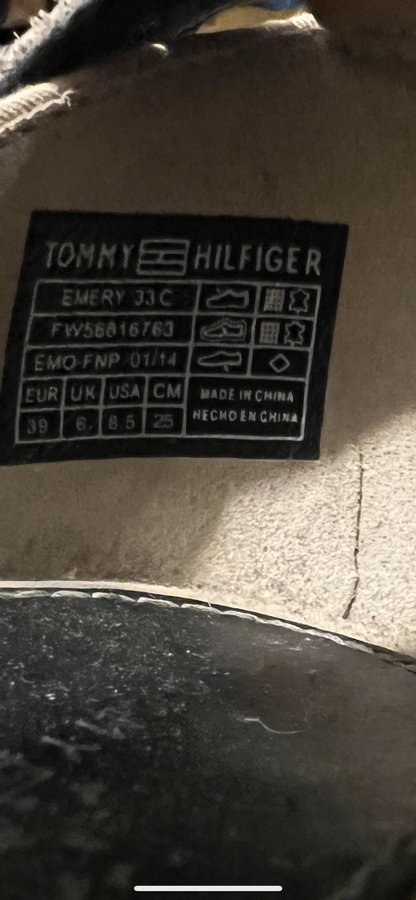 TOMMY HILFIGER
EMERY 33C
FW56816763
EMO FNP 01/14
EUR UK USA CM
39 6, 8.5 25
MADE IN CHINA
HECHO EN CHINA